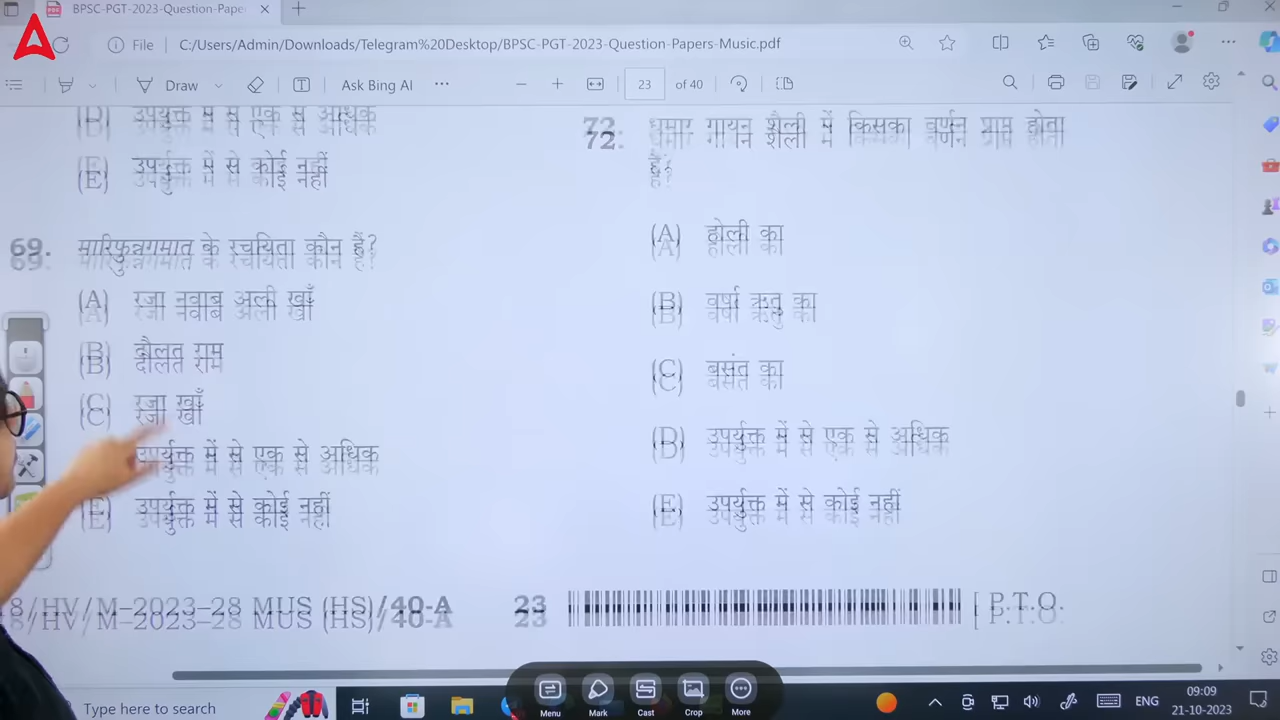 BPSC-PGT-2023-Question-Pape
File C:/Users/Admin/Downloads/Telegram%20Desktop/BPSC-PGT-2023-Question-Papers-Music.pdf
Draw Ask Bing AI 23 of 40
(D) उपर्युक्त में से एक से अधिक
(E) उपर्युक्त में से कोई नहीं
69. मारिफुन्नगमात के रचयिता कौन हैं?
(A) रजा नवाब अली खाँ
(B) दौलत राम
(C) रजा खाँ
उपर्युक्त में से एक से अधिक
(E) उपर्युक्त में से कोई नहीं
72. धमार गायन शैली में किसका वर्णन प्राप्त होता
है?
(A) होली का
(B) वर्षा ऋतु का
(C) बसंत का
(D) उपर्युक्त में से एक से अधिक
(E) उपर्युक्त में से कोई नहीं
8/HV/M–2023–28 MUS (HS)/40-A 23 [ P.T.O.
Menu Mark Cast Crop More
Type here to search
ENG 09:09
21-10-2023